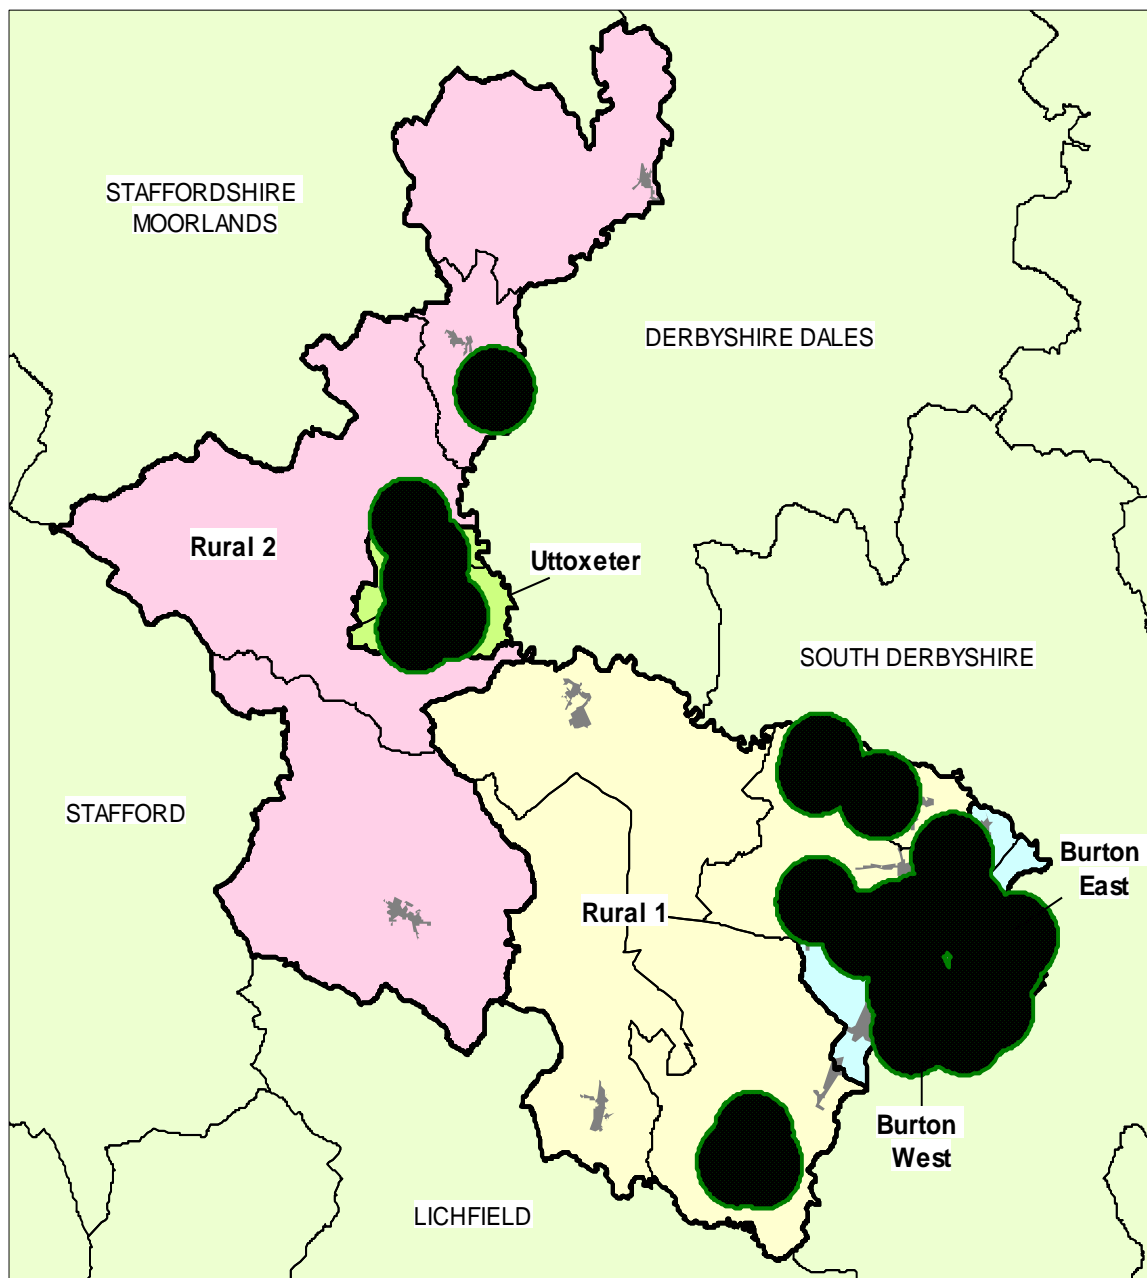 STAFFORDSHIRE
MOORLANDS
DERBYSHIRE DALES
Rural 2
Uttoxeter
SOUTH DERBYSHIRE
STAFFORD
Burton
East
Rural 1
Burton
West
LICHFIELD